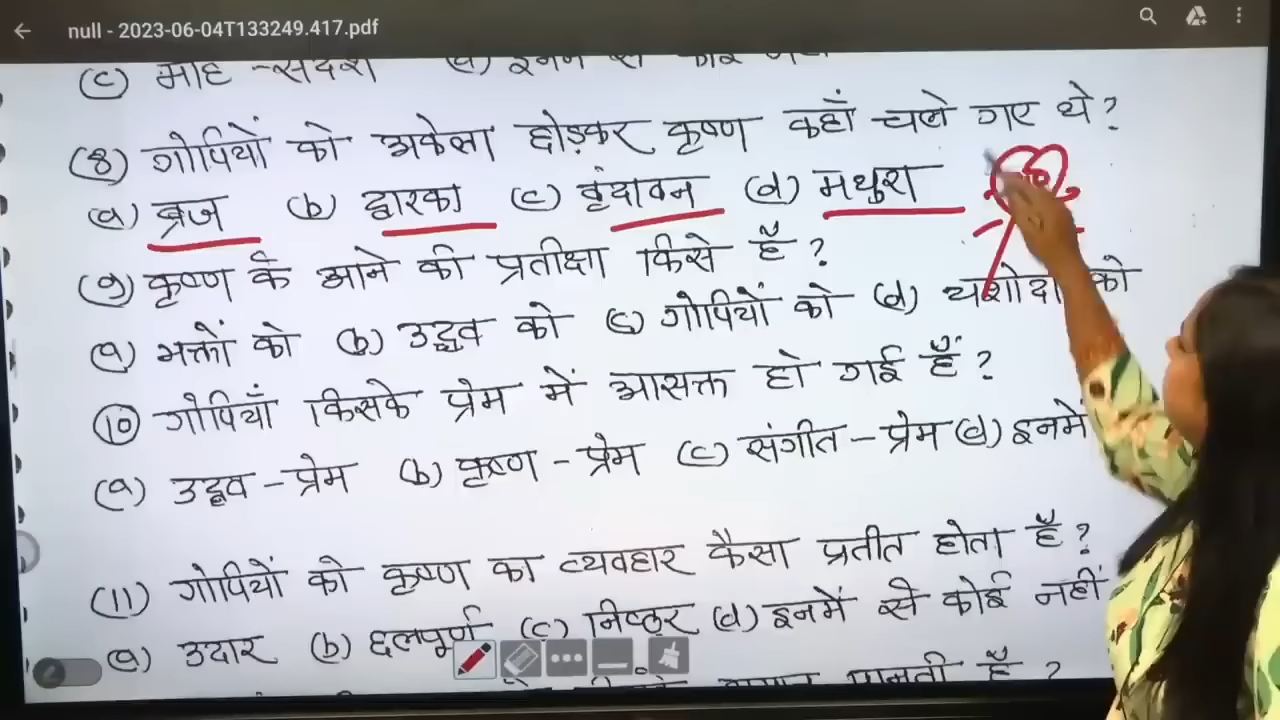 null - 2023-06-04T133249.417.pdf
(8) गोपियों को अकेला छोड़कर कृष्ण कहाँ चले गए थे?
(a) ब्रज (b) द्वारका (c) वृंदावन (d) मथुरा
(9) कृष्ण के आने की प्रतीक्षा किसे है ?
(a) भक्तों को (b) उद्धव को (c) गोपियों को (d) यशोदा को
(10) गोपियाँ किसके प्रेम में आसक्त हो गई हैं ?
(a) उद्धव - प्रेम (b) कृष्ण - प्रेम (c) संगीत - प्रेम (d) इनमें
(11) गोपियों को कृष्ण का व्यवहार कैसा प्रतीत होता है ?
(a) उदार (b) छलपूर्ण (c) निष्ठुर (d) इनमें से कोई नहीं